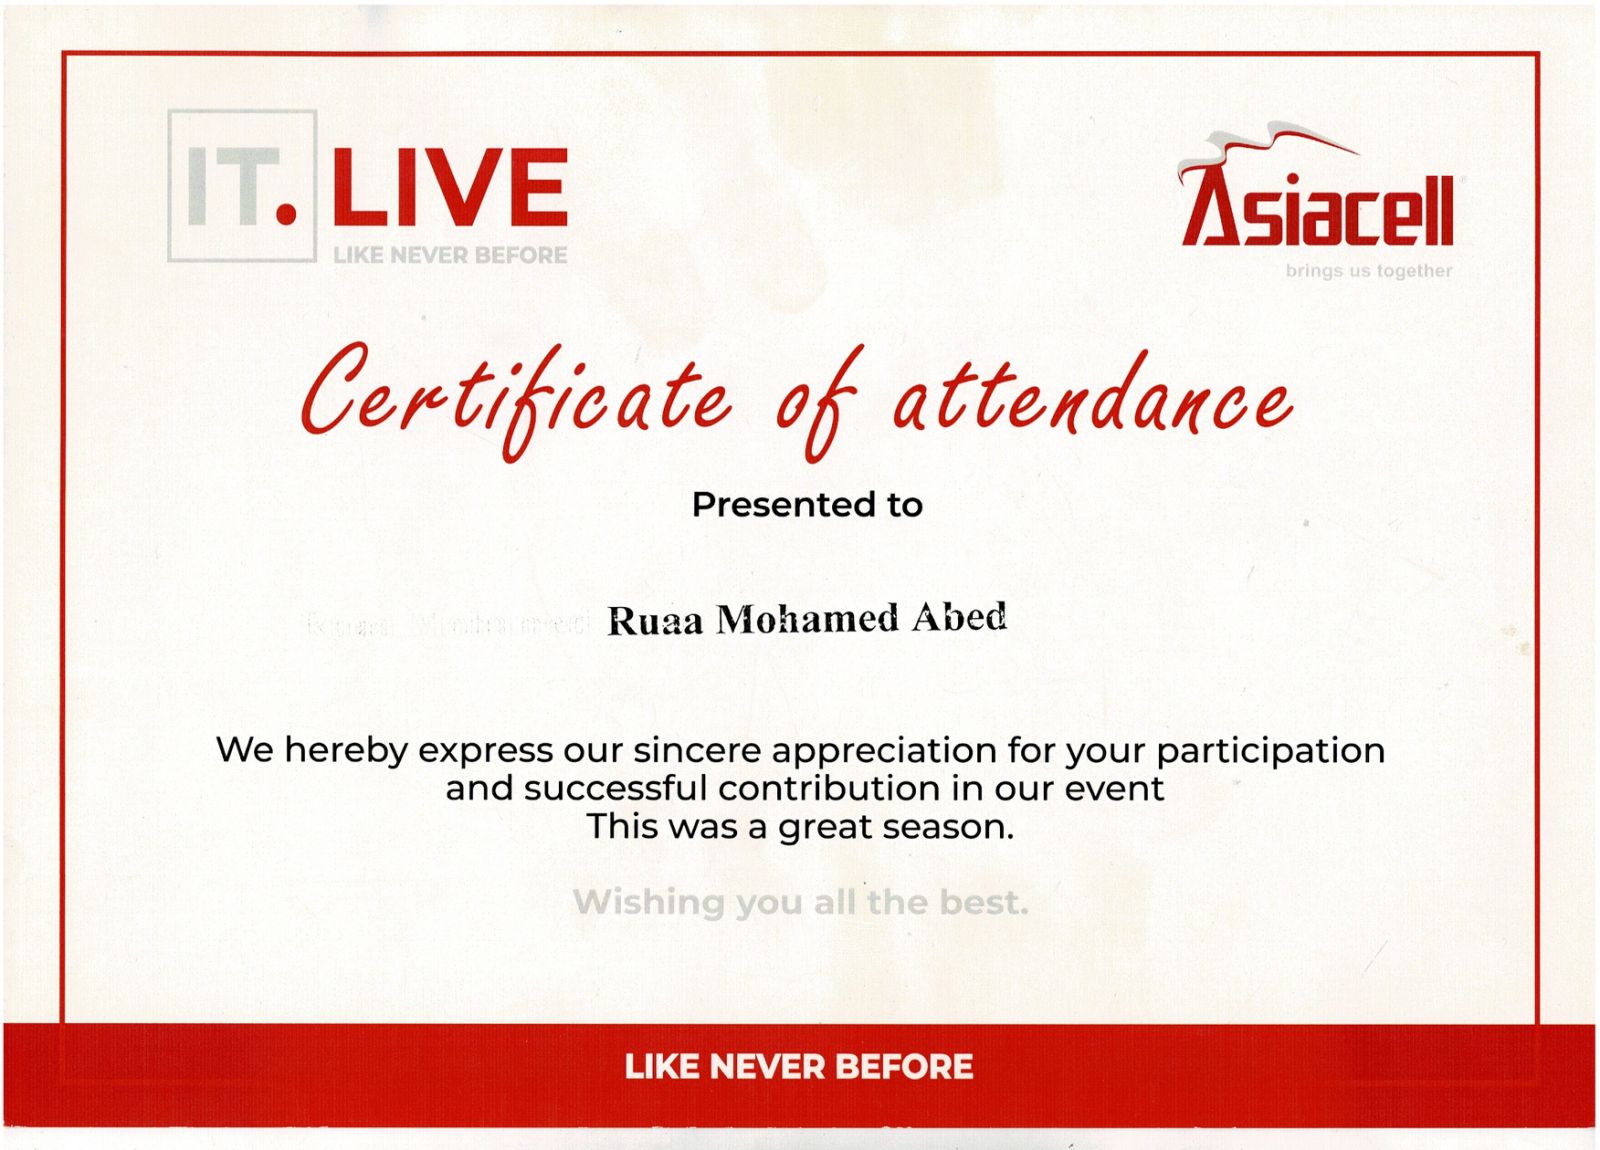 IT. LIVE
LIKE NEVER BEFORE
Asiacell
brings us together
Certificate of attendance
Presented to
Ruaa Mohamed Abed
We hereby express our sincere appreciation for your participation
and successful contribution in our event
This was a great season.
Wishing you all the best.
LIKE NEVER BEFORE